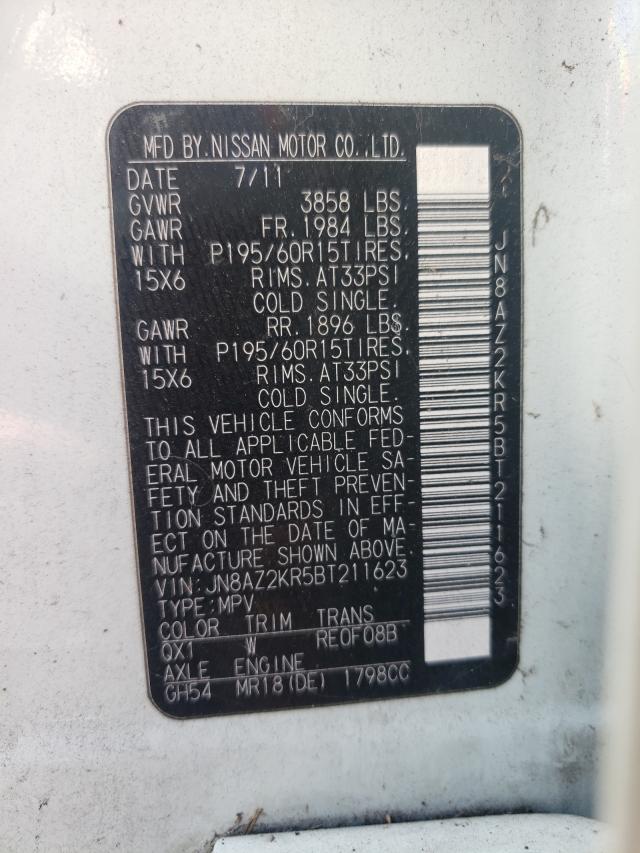 MFD BY.NISSAN MOTOR CO.,LTD.
DATE 7/11
GVWR 3858 LBS.
GAWR FR.1984 LBS.
WITH P195/60R15TIRES.
15X6 RIMS.AT33PSI
COLD SINGLE.
GAWR RR.1896 LBS.
WITH P195/60R15TIRES.
15X6 RIMS.AT33PSI
COLD SINGLE.
THIS VEHICLE CONFORMS
TO ALL APPLICABLE FED-
ERAL MOTOR VEHICLE SA-
FETY AND THEFT PREVEN-
TION STANDARDS IN EFF-
ECT ON THE DATE OF MA-
NUFACTURE SHOWN ABOVE.
VIN:JN8AZ2KR5BT211623
TYPE:MPV
COLOR TRIM TRANS
QX1 W RE0F08B
AXLE ENGINE
GH54 MR18(DE) 1798CC
JN8AZ2KR5BT211623